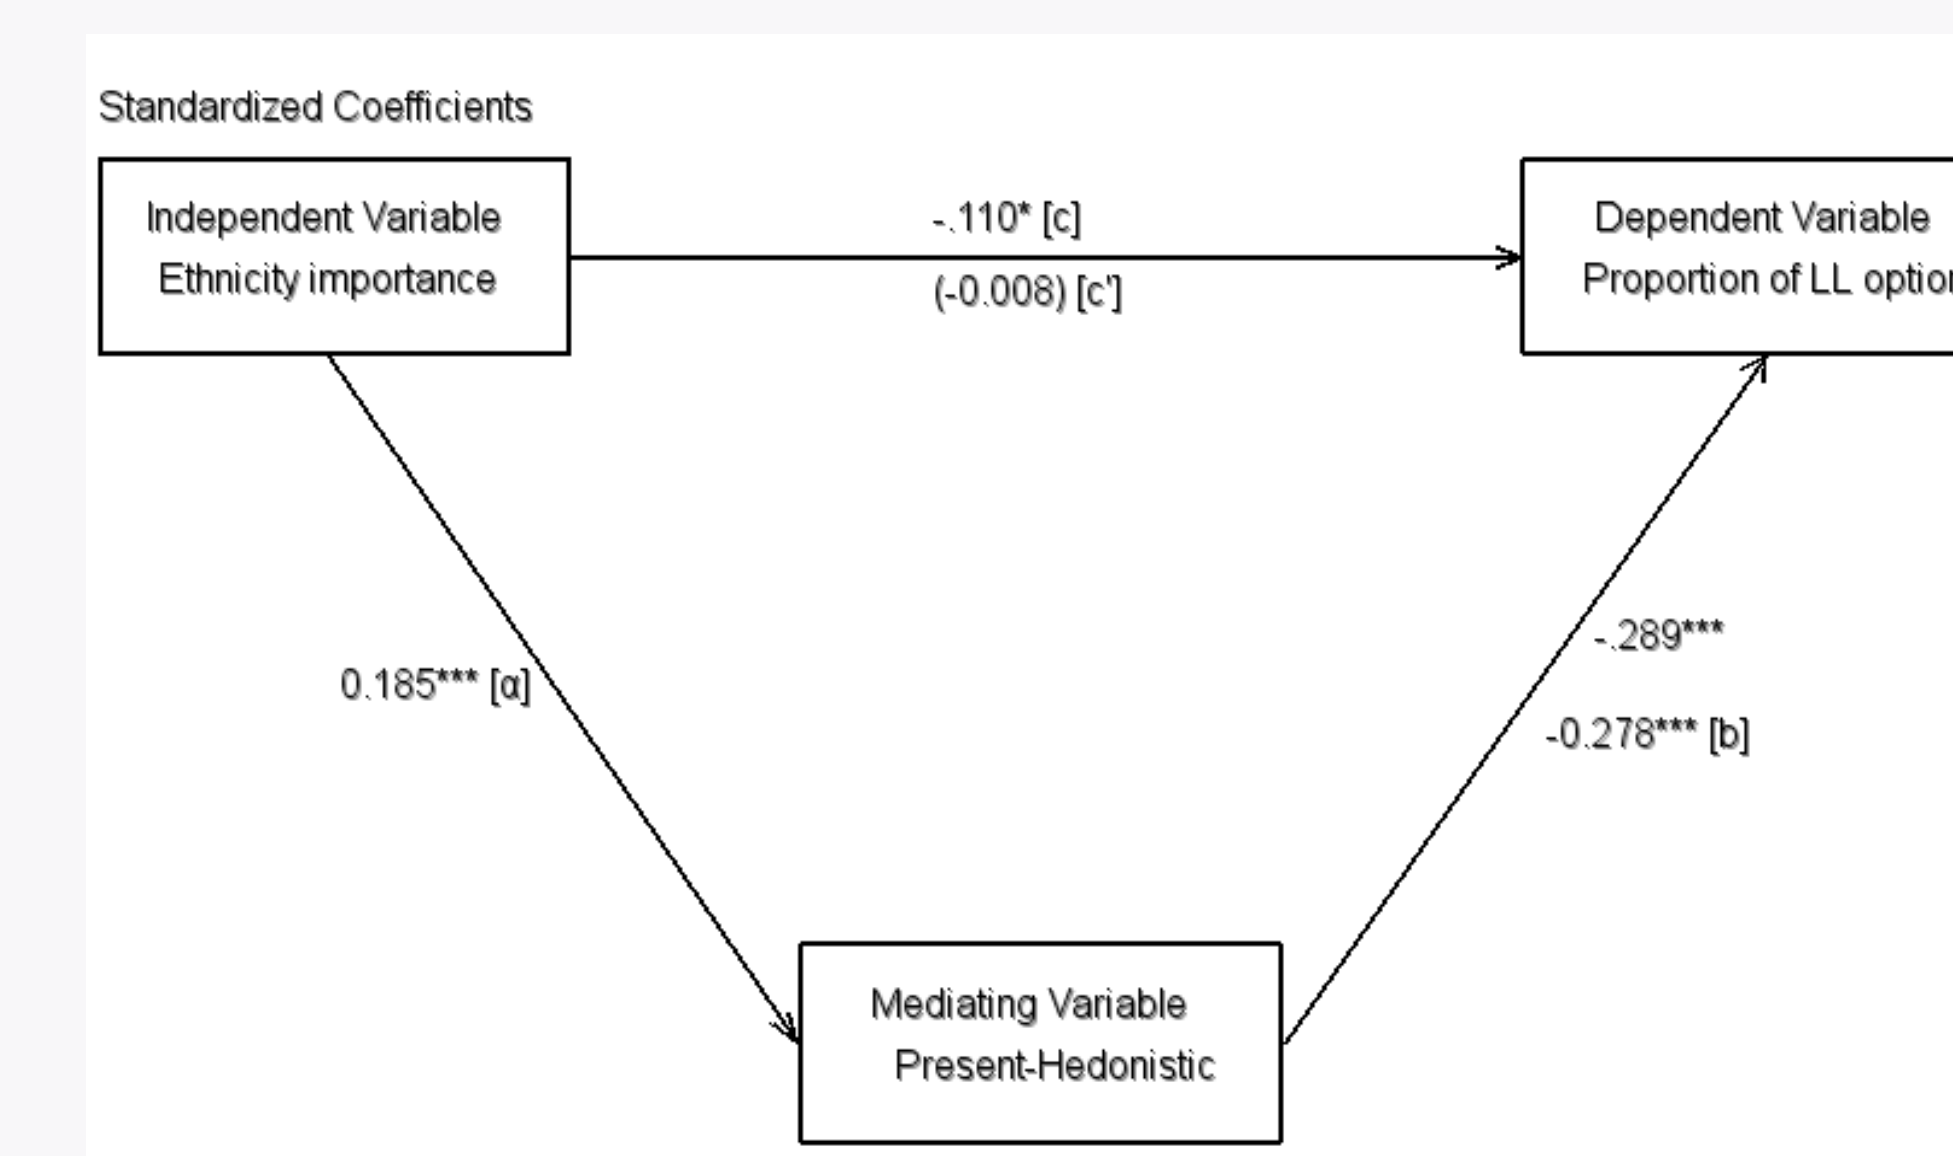 Standardized Coefficients
Independent Variable
Ethnicity importance
-.110* [c]
(-0.008) [c']
Dependent Variable
Proportion of LL option
0.185*** [α]
-.289***
-0.278*** [b]
Mediating Variable
Present-Hedonistic